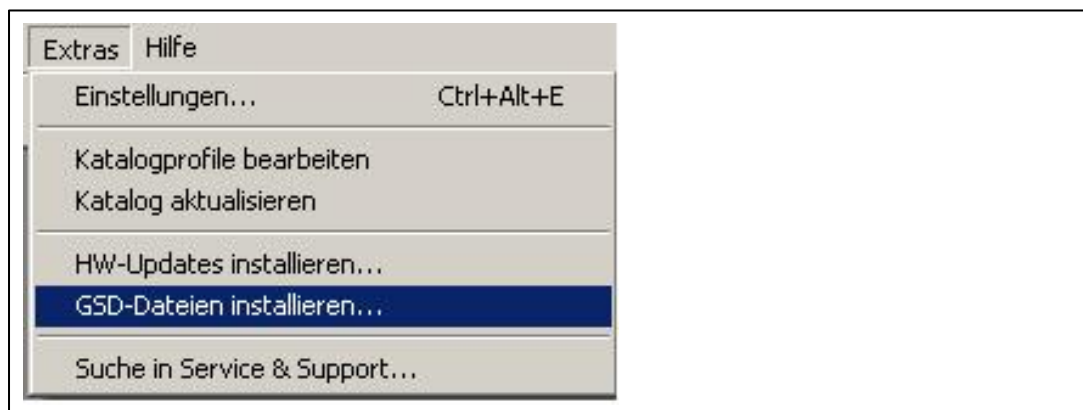 Extras Hilfe
Einstellungen... Ctrl+Alt+E
Katalogprofile bearbeiten
Katalog aktualisieren
HW-Updates installieren...
GSD-Dateien installieren...
Suche in Service & Support...